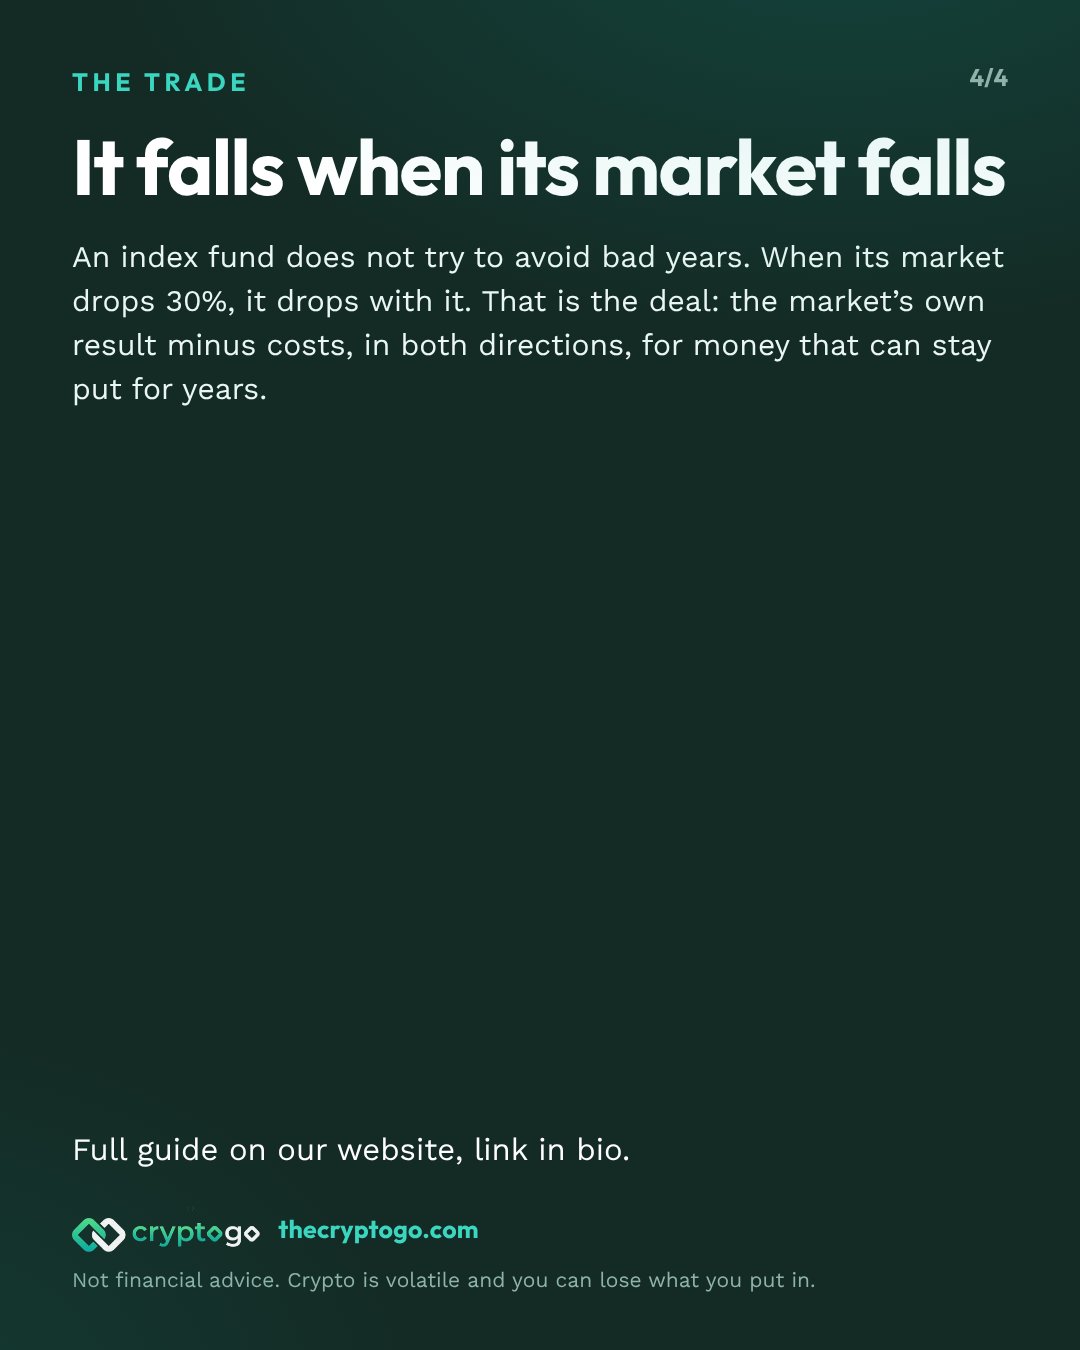 THE TRADE
4/4
It falls when its market falls
An index fund does not try to avoid bad years. When its market
drops 30%, it drops with it. That is the deal: the market’s own
result minus costs, in both directions, for money that can stay
put for years.
Full guide on our website, link in bio.
cryptogo thecryptogo.com
Not financial advice. Crypto is volatile and you can lose what you put in.